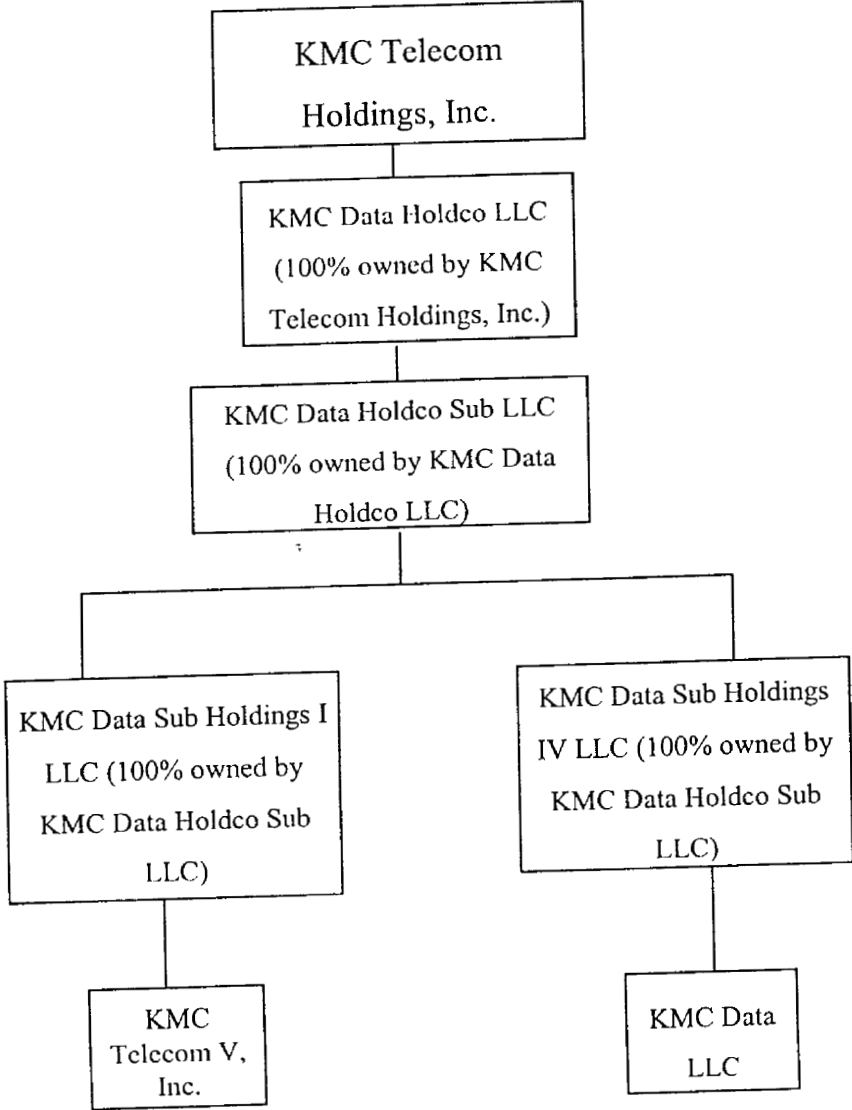 KMC Telecom
Holdings, Inc.
KMC Data Holdco LLC
(100% owned by KMC
Telecom Holdings, Inc.)
KMC Data Holdco Sub LLC
(100% owned by KMC Data
Holdco LLC)
KMC Data Sub Holdings I
LLC (100% owned by
KMC Data Holdco Sub
LLC)
KMC Data Sub Holdings
IV LLC (100% owned by
KMC Data Holdco Sub
LLC)
KMC
Telecom V,
Inc.
KMC Data
LLC